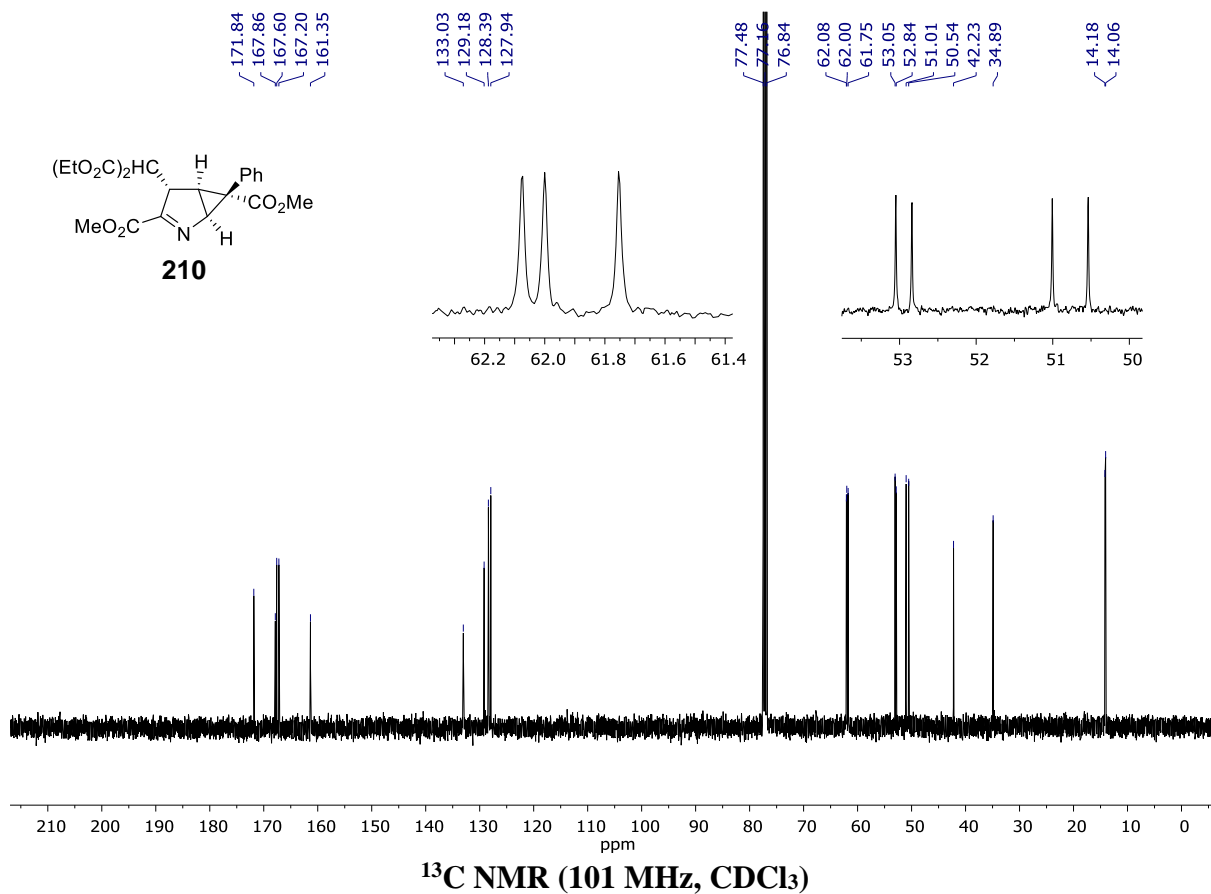 171.84
167.86
167.60
167.20
161.35
133.03
129.18
128.39
127.94
77.48
77.16
76.84
62.08
62.00
61.75
53.05
52.84
51.01
50.54
42.23
34.89
14.18
14.06
(EtO₂C)₂HC
H
Ph
CO₂Me
MeO₂C
N
H
210
62.2 62.0 61.8 61.6 61.4
53 52 51 50
210 200 190 180 170 160 150 140 130 120 110 100 90 80 70 60 50 40 30 20 10 0
ppm
¹³C NMR (101 MHz, CDCl₃)